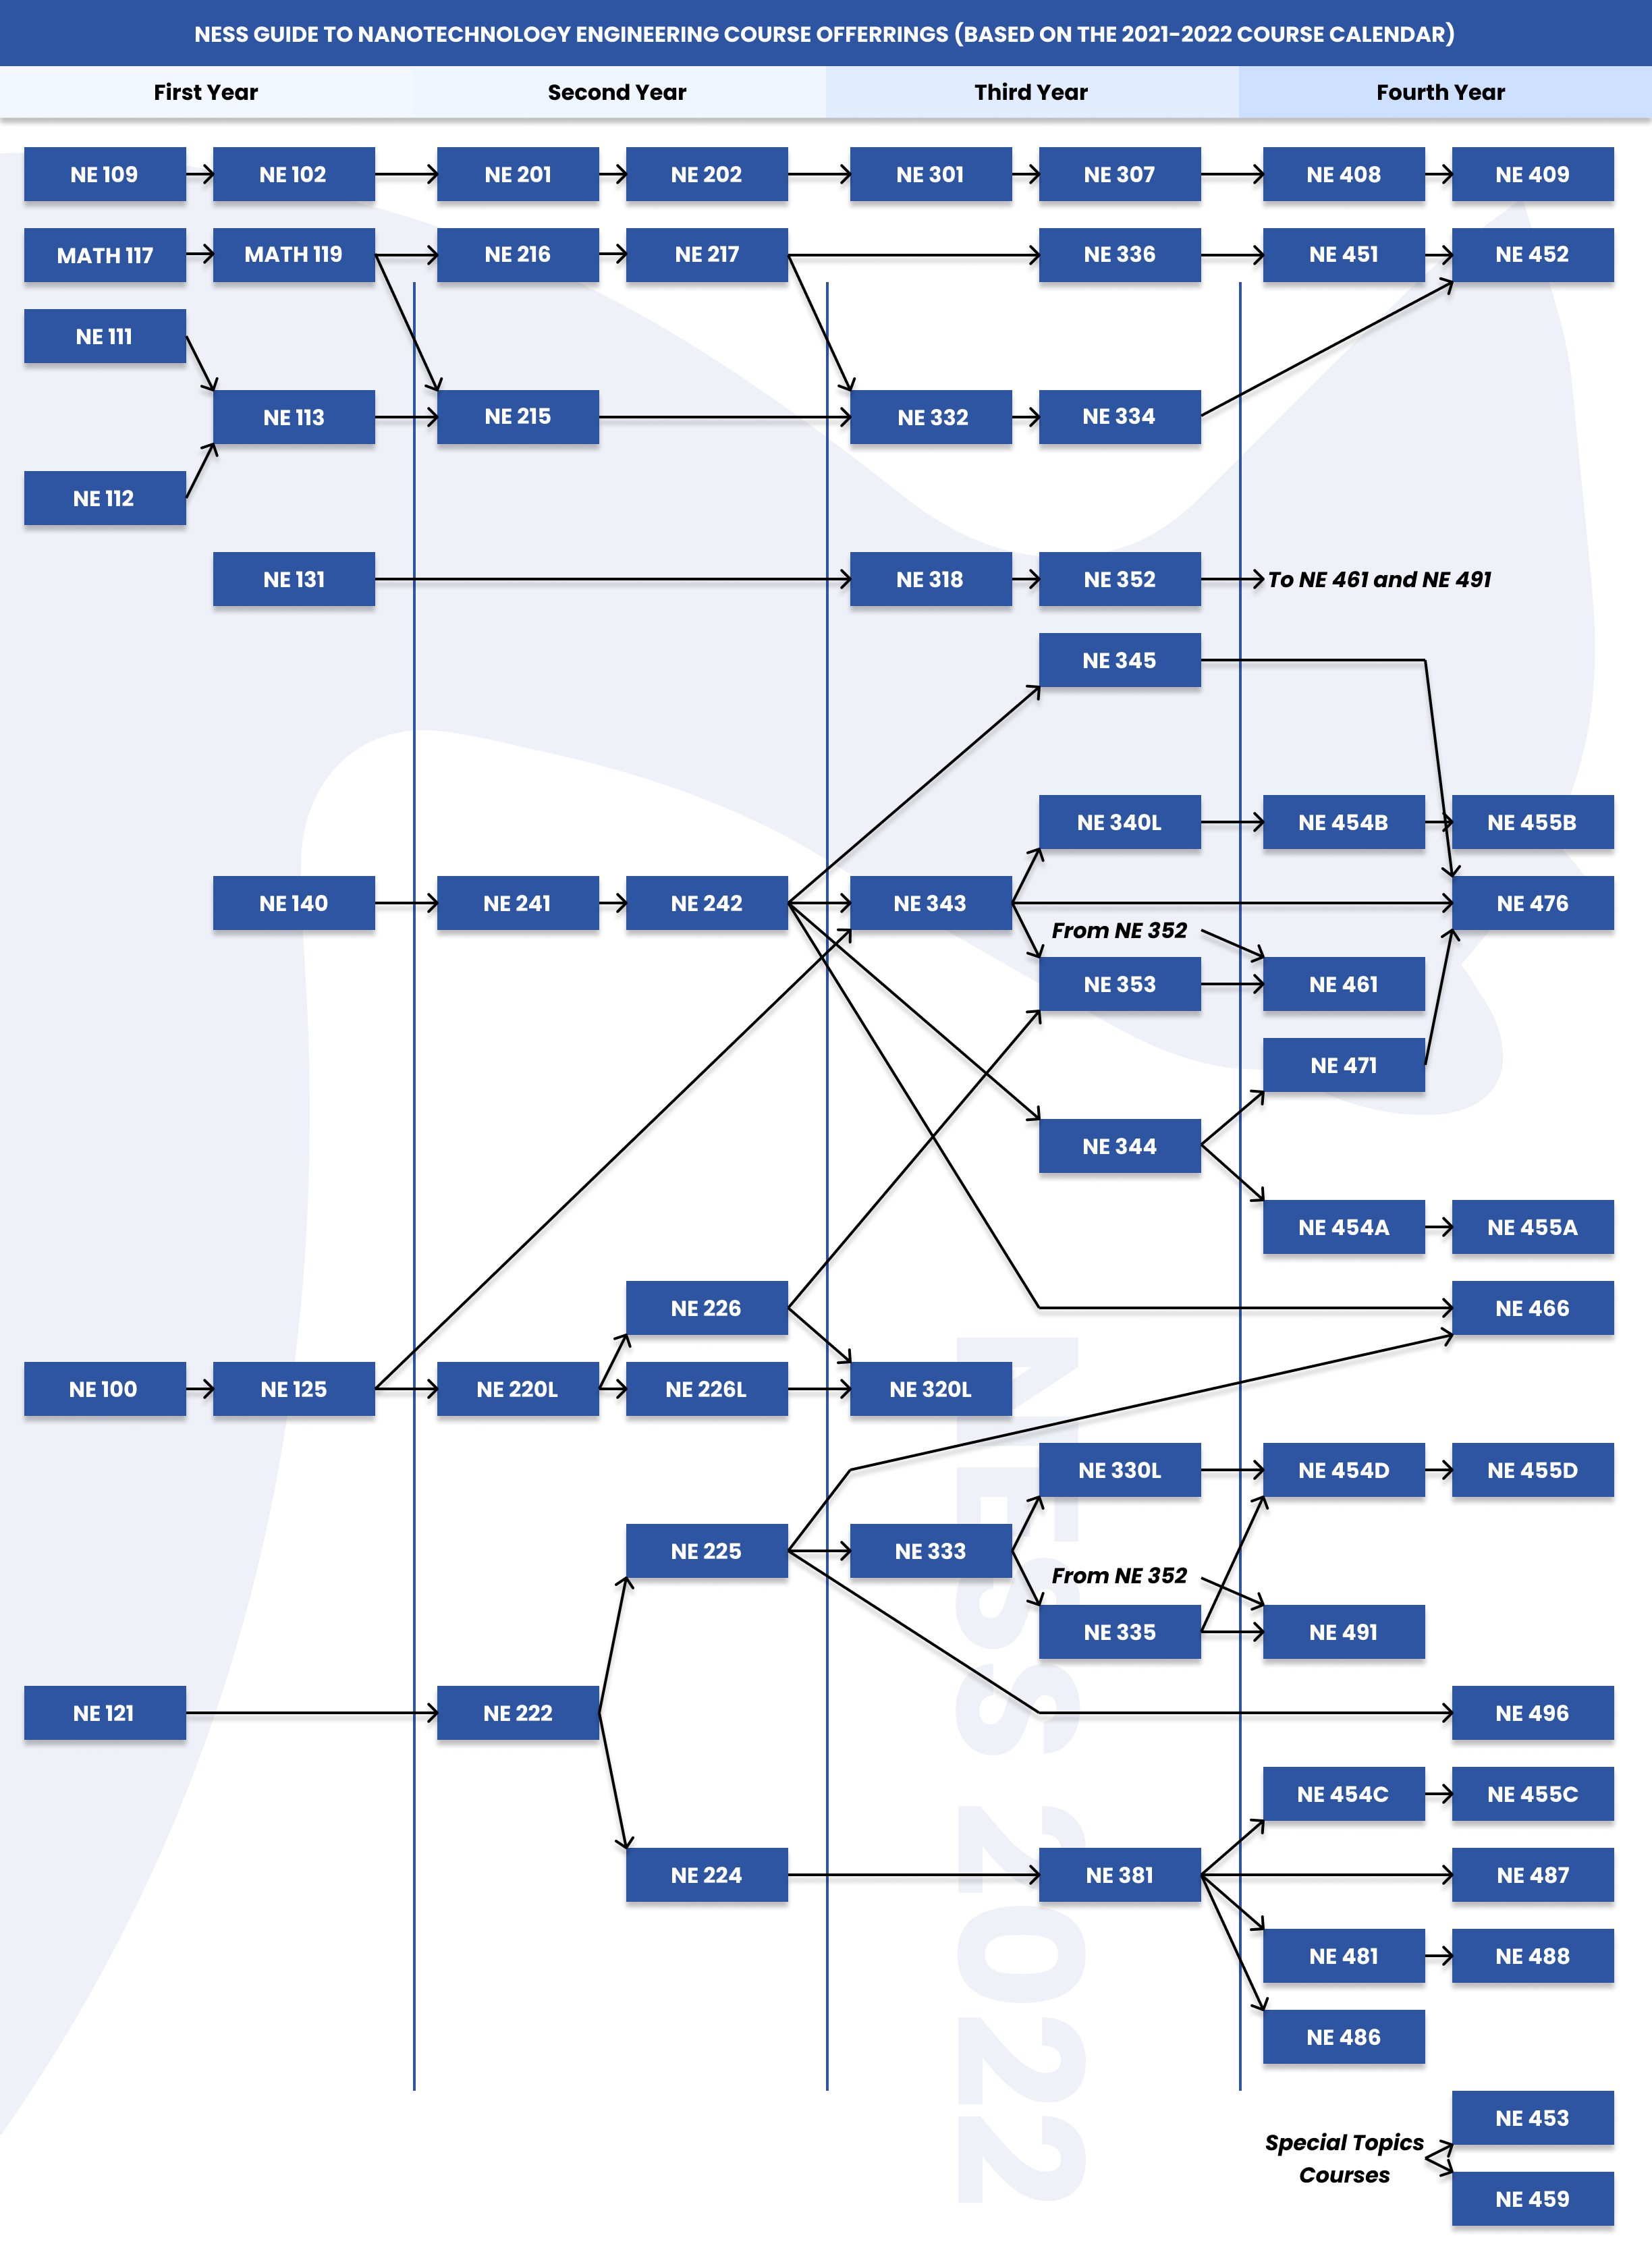 NESS GUIDE TO NANOTECHNOLOGY ENGINEERING COURSE OFFERRINGS (BASED ON THE 2021-2022 COURSE CALENDAR)
First Year Second Year Third Year Fourth Year
NE 109 NE 102 NE 201 NE 202 NE 301 NE 307 NE 408 NE 409
MATH 117 MATH 119 NE 216 NE 217 NE 336 NE 451 NE 452
NE 111
NE 113 NE 215 NE 332 NE 334
NE 112
NE 131 NE 318 NE 352 To NE 461 and NE 491
NE 345
NE 340L NE 454B NE 455B
NE 140 NE 241 NE 242 NE 343 NE 476
From NE 352
NE 353 NE 461
NE 471
NE 344
NE 454A NE 455A
NE 226 NE 466
NE 100 NE 125 NE 220L NE 226L NE 320L
NE 330L NE 454D NE 455D
NE 225 NE 333
From NE 352
NE 335 NE 491
NE 121 NE 222 NE 496
NE 454C NE 455C
NE 224 NE 381 NE 487
NE 481 NE 488
NE 486
NE 453
Special Topics
Courses
NE 459
NESS 2022